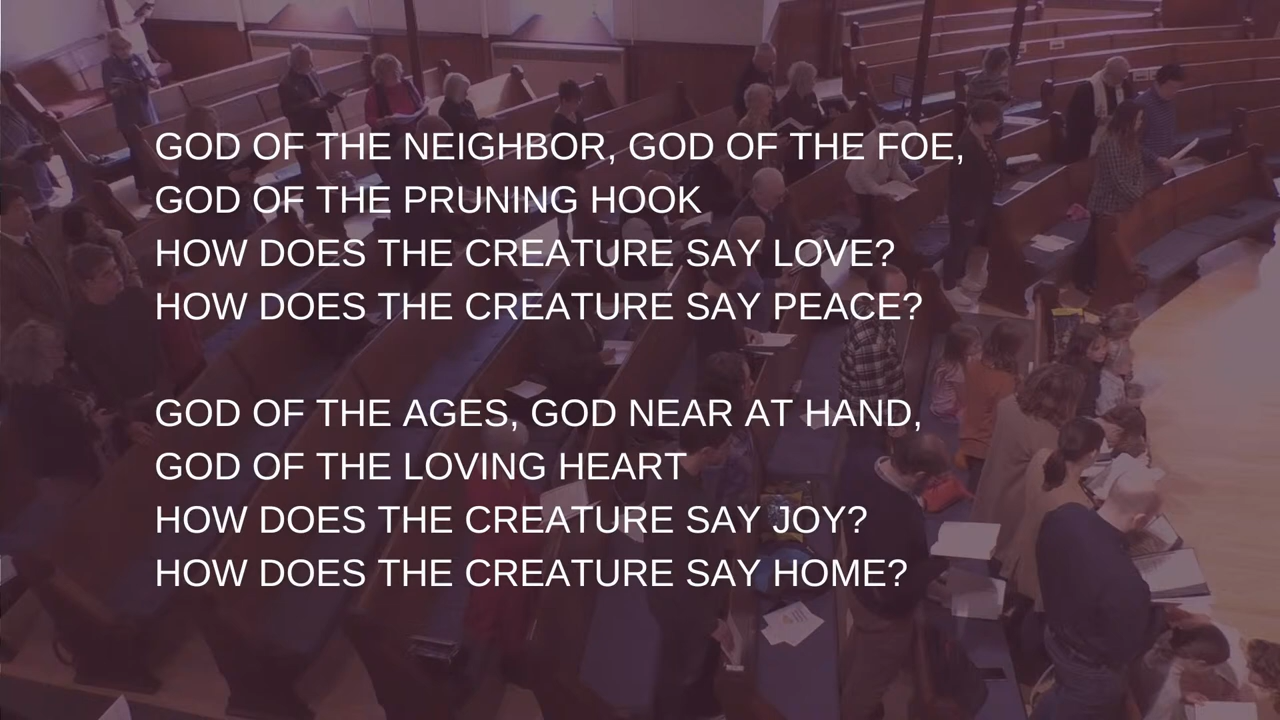 GOD OF THE NEIGHBOR, GOD OF THE FOE,
GOD OF THE PRUNING HOOK
HOW DOES THE CREATURE SAY LOVE?
HOW DOES THE CREATURE SAY PEACE?
GOD OF THE AGES, GOD NEAR AT HAND,
GOD OF THE LOVING HEART
HOW DOES THE CREATURE SAY JOY?
HOW DOES THE CREATURE SAY HOME?